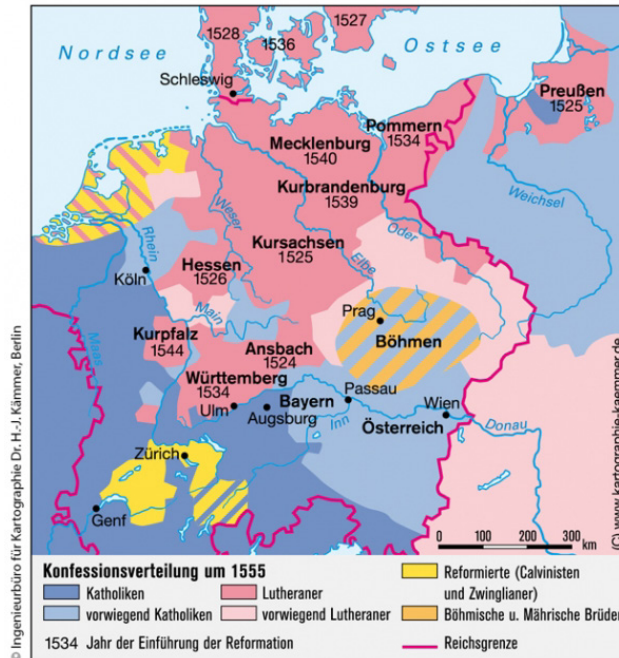 Nordsee
Ostsee
1528
1536
1527
Schleswig
Preußen
1525
Pommern
1534
Mecklenburg
1540
Kurbrandenburg
1539
Weichsel
Weser
Oder
Rhein
Kursachsen
1525
Elbe
Hessen
1526
Köln
Main
Prag
Böhmen
Maas
Kurpfalz
1544
Ansbach
1524
Württemberg
1534
Ulm
Augsburg
Bayern
Passau
Inn
Wien
Österreich
Donau
Zürich
Genf
0 100 200 300
km
© Ingenieurbüro für Kartographie Dr. H.-J. Kämmer, Berlin
(C) www.kartographie-kaemmer.de
Konfessionsverteilung um 1555
Katholiken
vorwiegend Katholiken
Lutheraner
vorwiegend Lutheraner
Reformierte (Calvinisten
und Zwinglianer)
Böhmische u. Mährische Brüder
1534 Jahr der Einführung der Reformation
Reichsgrenze